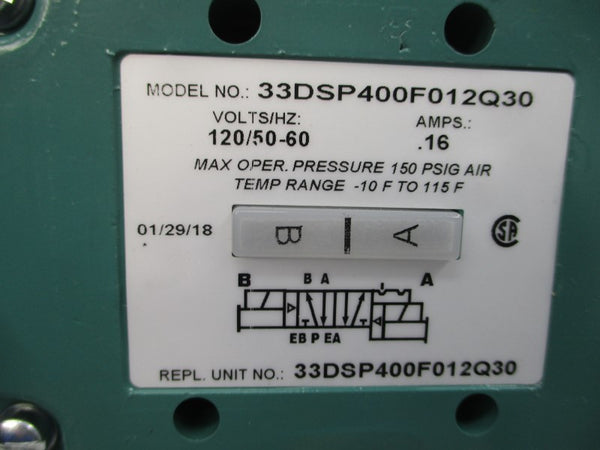 MODEL NO.: 33DSP400F012Q30
VOLTS/HZ: AMPS.:
120/50-60 .16
MAX OPER. PRESSURE 150 PSIG AIR
TEMP RANGE -10 F TO 115 F
01/29/18 B A SA
B B A A
EB P EA
REPL. UNIT NO.: 33DSP400F012Q30